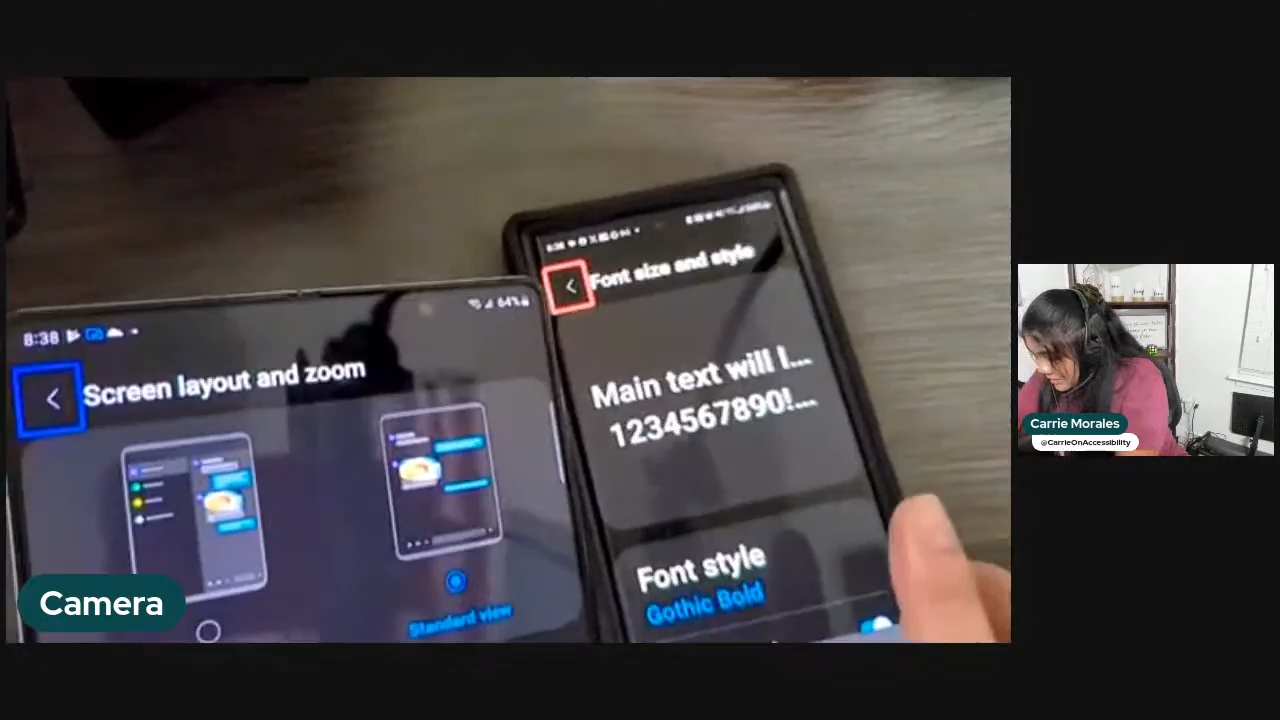 8:38
64%
Screen layout and zoom
Standard view
Font size and style
Main text will l...
1234567890!...
Font style
Gothic Bold
Camera
Carrie Morales
@CarrieOnAccessibility